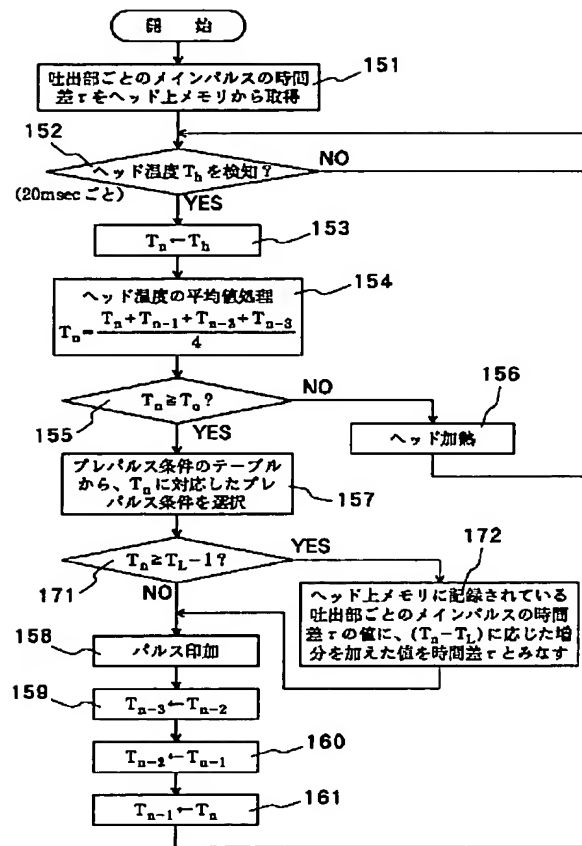 開 始
吐出部ごとのメインパルスの時間
差τをヘッド上メモリから取得
151
152
ヘッド温度Thを検知?
(20msecごと)
NO
YES
Tn←Th
153
ヘッド温度の平均値処理
Tn=(Tn+Tn-1+Tn-2+Tn-3)/4
154
Tn≧To?
155
NO
YES
ヘッド加熱
156
プレパルス条件のテーブル
から、Tnに対応したプレ
パルス条件を選択
157
Tn≧TL-1?
171
YES
NO
172
ヘッド上メモリに記録されている
吐出部ごとのメインパルスの時間
差τの値に、(Tn-TL)に応じた増
分を加えた値を時間差τとみなす
158
パルス印加
159
Tn-3←Tn-2
Tn-2←Tn-1
160
Tn-1←Tn
161